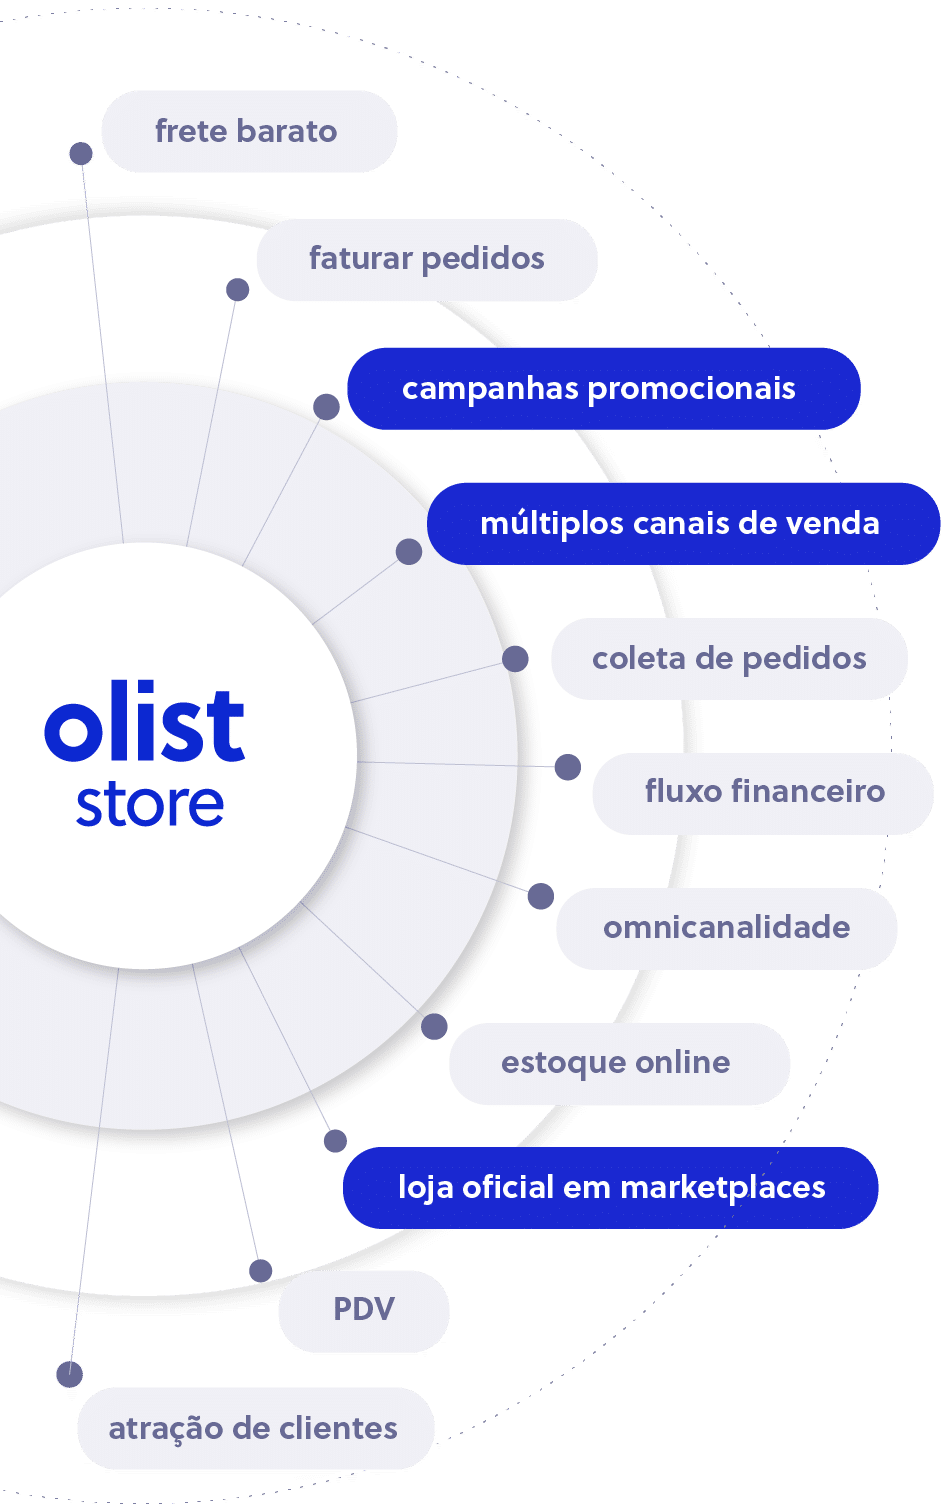 frete barato
faturar pedidos
campanhas promocionais
múltiplos canais de venda
coleta de pedidos
olist
store
fluxo financeiro
omnicanalidade
estoque online
loja oficial em marketplaces
PDV
atração de clientes